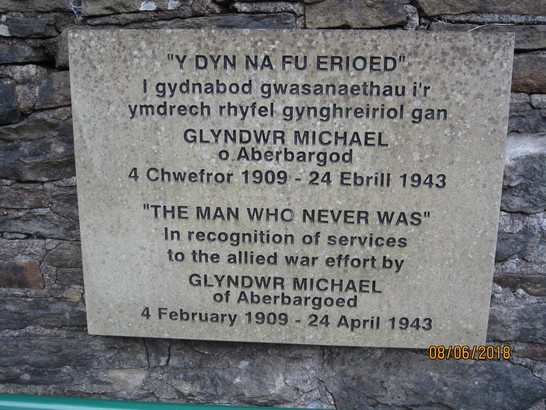 "Y DYN NA FU ERIOED"
I gydnabod gwasanaethau i'r
ymdrech rhyfel gynghreiriol gan
GLYNDWR MICHAEL
o Aberbargod
4 Chwefror 1909 - 24 Ebrill 1943
"THE MAN WHO NEVER WAS"
In recognition of services
to the allied war effort by
GLYNDWR MICHAEL
of Aberbargoed
4 February 1909 - 24 April 1943
08/06/2018